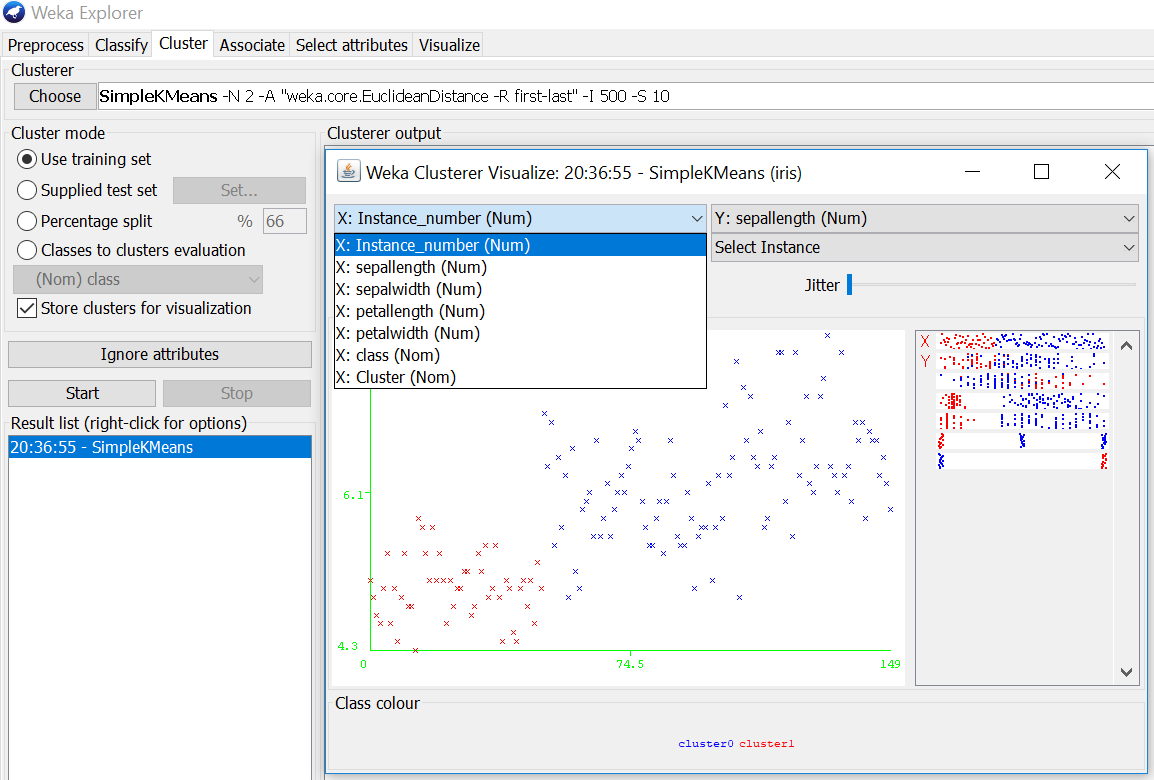 Weka Explorer
Preprocess Classify Cluster Associate Select attributes Visualize
Clusterer
Choose SimpleKMeans -N 2 -A "weka.core.EuclideanDistance -R first-last" -I 500 -S 10
Cluster mode
Use training set
Supplied test set Set...
Percentage split % 66
Classes to clusters evaluation
(Nom) class
Store clusters for visualization
Ignore attributes
Start Stop
Result list (right-click for options)
20:36:55 - SimpleKMeans
Clusterer output
Weka Clusterer Visualize: 20:36:55 - SimpleKMeans (iris)
X: Instance_number (Num) Y: sepallength (Num)
X: Instance_number (Num) Select Instance
X: sepallength (Num)
X: sepalwidth (Num) Jitter
X: petallength (Num)
X: petalwidth (Num)
X: class (Nom)
X: Cluster (Nom)
X
Y
6.1
4.3
0 74.5 149
Class colour
cluster0 cluster1